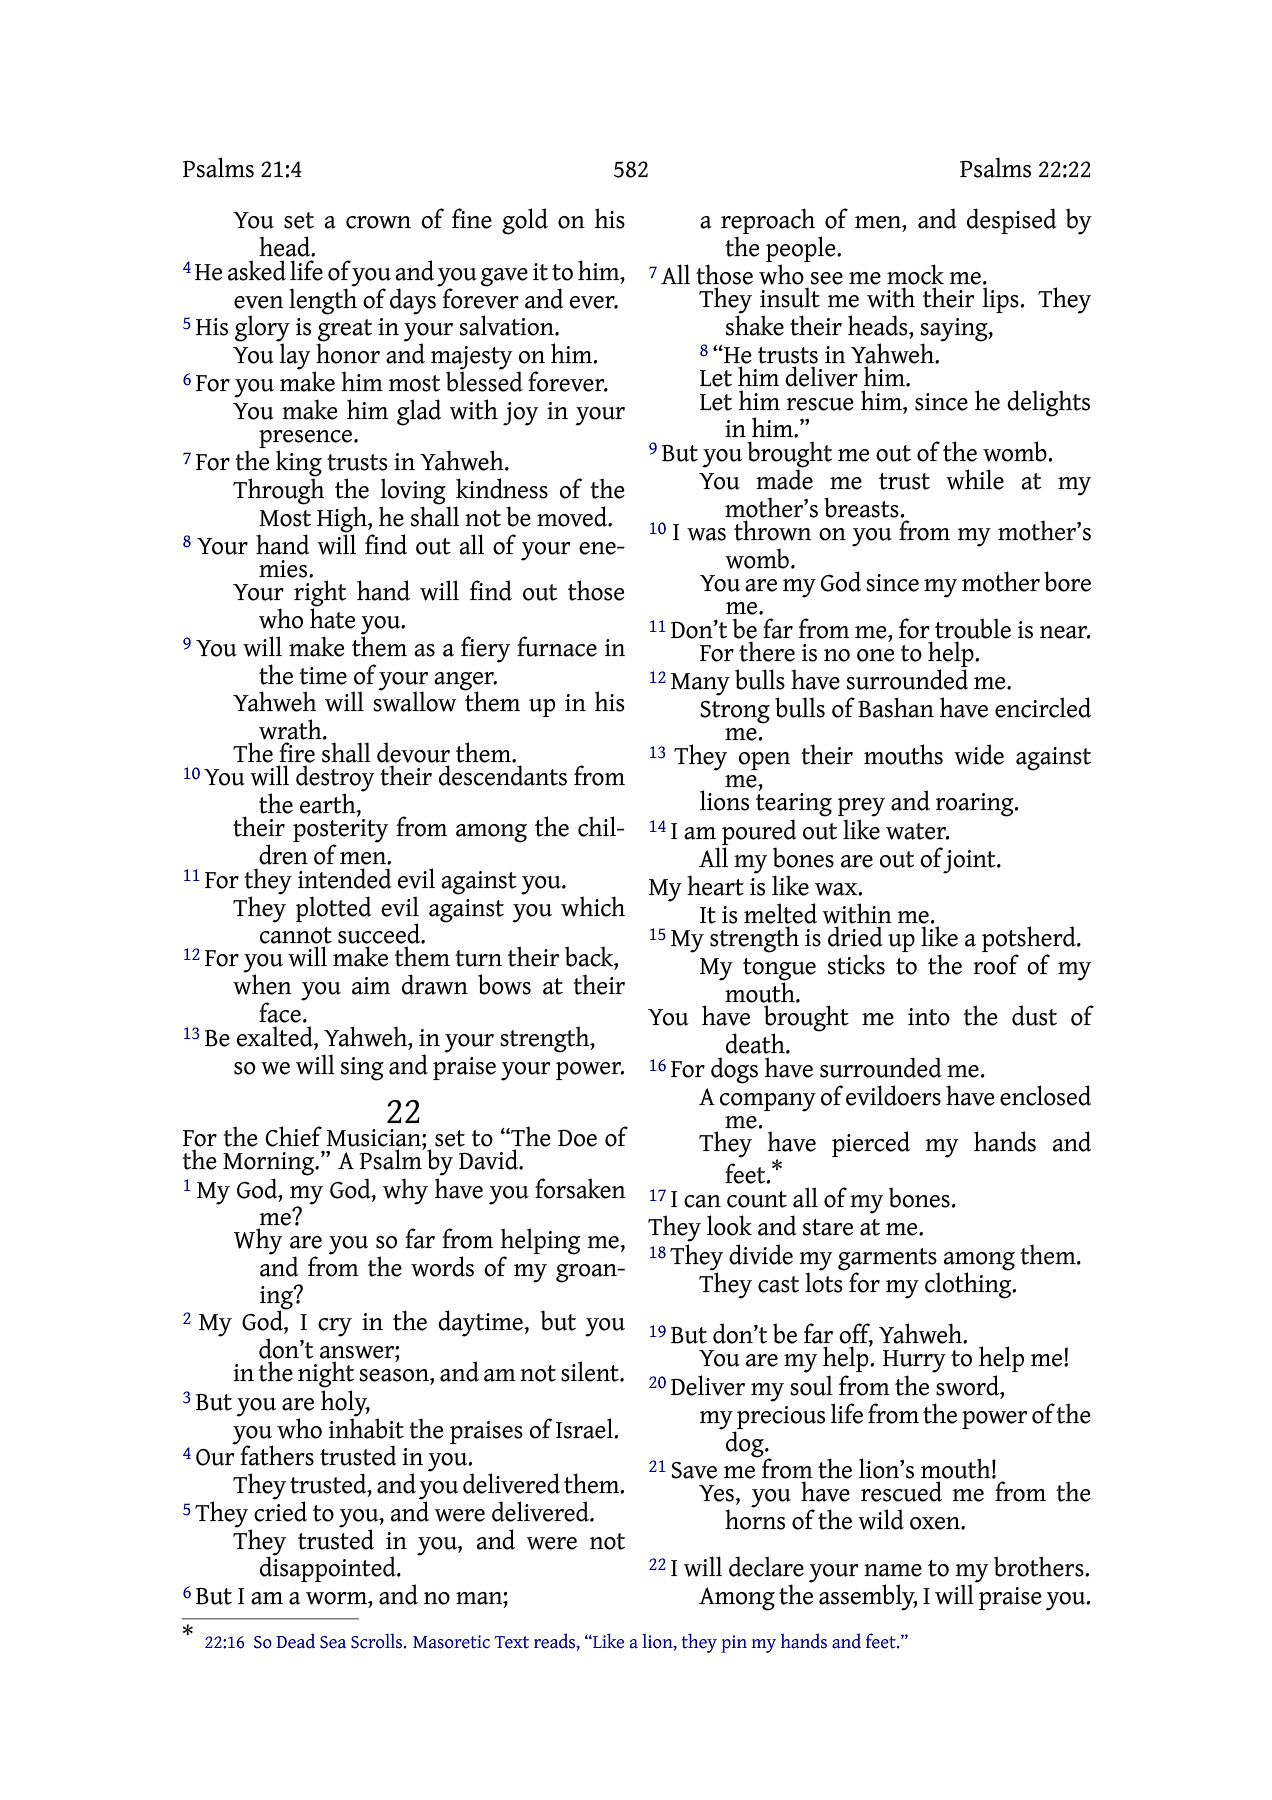 Psalms 21:4 582 Psalms 22:22
You set a crown of fine gold on his
head.
4 He asked life of you and you gave it to him,
even length of days forever and ever.
5 His glory is great in your salvation.
You lay honor and majesty on him.
6 For you make him most blessed forever.
You make him glad with joy in your
presence.
7 For the king trusts in Yahweh.
Through the loving kindness of the
Most High, he shall not be moved.
8 Your hand will find out all of your ene-
mies.
Your right hand will find out those
who hate you.
9 You will make them as a fiery furnace in
the time of your anger.
Yahweh will swallow them up in his
wrath.
The fire shall devour them.
10 You will destroy their descendants from
the earth,
their posterity from among the chil-
dren of men.
11 For they intended evil against you.
They plotted evil against you which
cannot succeed.
12 For you will make them turn their back,
when you aim drawn bows at their
face.
13 Be exalted, Yahweh, in your strength,
so we will sing and praise your power.
22
For the Chief Musician; set to “The Doe of
the Morning.” A Psalm by David.
1 My God, my God, why have you forsaken
me?
Why are you so far from helping me,
and from the words of my groan-
ing?
2 My God, I cry in the daytime, but you
don’t answer;
in the night season, and am not silent.
3 But you are holy,
you who inhabit the praises of Israel.
4 Our fathers trusted in you.
They trusted, and you delivered them.
5 They cried to you, and were delivered.
They trusted in you, and were not
disappointed.
6 But I am a worm, and no man;
a reproach of men, and despised by
the people.
7 All those who see me mock me.
They insult me with their lips. They
shake their heads, saying,
8 “He trusts in Yahweh.
Let him deliver him.
Let him rescue him, since he delights
in him.”
9 But you brought me out of the womb.
You made me trust while at my
mother’s breasts.
10 I was thrown on you from my mother’s
womb.
You are my God since my mother bore
me.
11 Don’t be far from me, for trouble is near.
For there is no one to help.
12 Many bulls have surrounded me.
Strong bulls of Bashan have encircled
me.
13 They open their mouths wide against
me,
lions tearing prey and roaring.
14 I am poured out like water.
All my bones are out of joint.
My heart is like wax.
It is melted within me.
15 My strength is dried up like a potsherd.
My tongue sticks to the roof of my
mouth.
You have brought me into the dust of
death.
16 For dogs have surrounded me.
A company of evildoers have enclosed
me.
They have pierced my hands and
feet.*
17 I can count all of my bones.
They look and stare at me.
18 They divide my garments among them.
They cast lots for my clothing.
19 But don’t be far off, Yahweh.
You are my help. Hurry to help me!
20 Deliver my soul from the sword,
my precious life from the power of the
dog.
21 Save me from the lion’s mouth!
Yes, you have rescued me from the
horns of the wild oxen.
22 I will declare your name to my brothers.
Among the assembly, I will praise you.
* 22:16 So Dead Sea Scrolls. Masoretic Text reads, “Like a lion, they pin my hands and feet.”